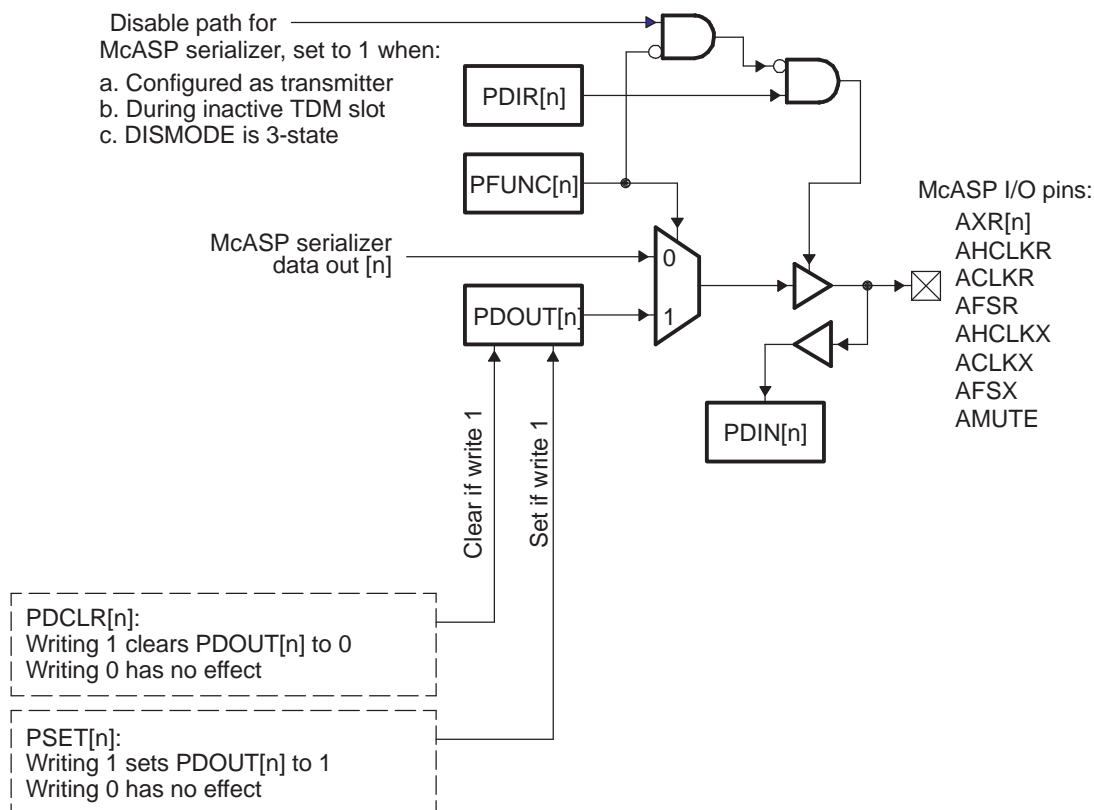 Disable path for
McASP serializer, set to 1 when:
a. Configured as transmitter
b. During inactive TDM slot
c. DISMODE is 3-state
PDIR[n]
PFUNC[n]
McASP I/O pins:
AXR[n]
AHCLKR
ACLKR
AFSR
AHCLKX
ACLKX
AFSX
AMUTE
McASP serializer
data out [n]
0
1
PDOUT[n]
PDIN[n]
Clear if write 1
Set if write 1
PDCLR[n]:
Writing 1 clears PDOUT[n] to 0
Writing 0 has no effect
PSET[n]:
Writing 1 sets PDOUT[n] to 1
Writing 0 has no effect